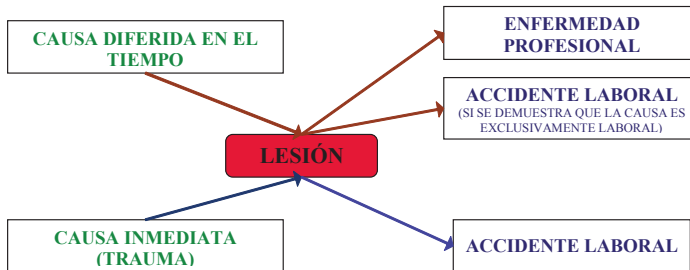 CAUSA DIFERIDA EN EL
TIEMPO
ENFERMEDAD
PROFESIONAL
ACCIDENTE LABORAL
(SI SE DEMUESTRA QUE LA CAUSA ES
EXCLUSIVAMENTE LABORAL)
LESIÓN
CAUSA INMEDIATA
(TRAUMA)
ACCIDENTE LABORAL